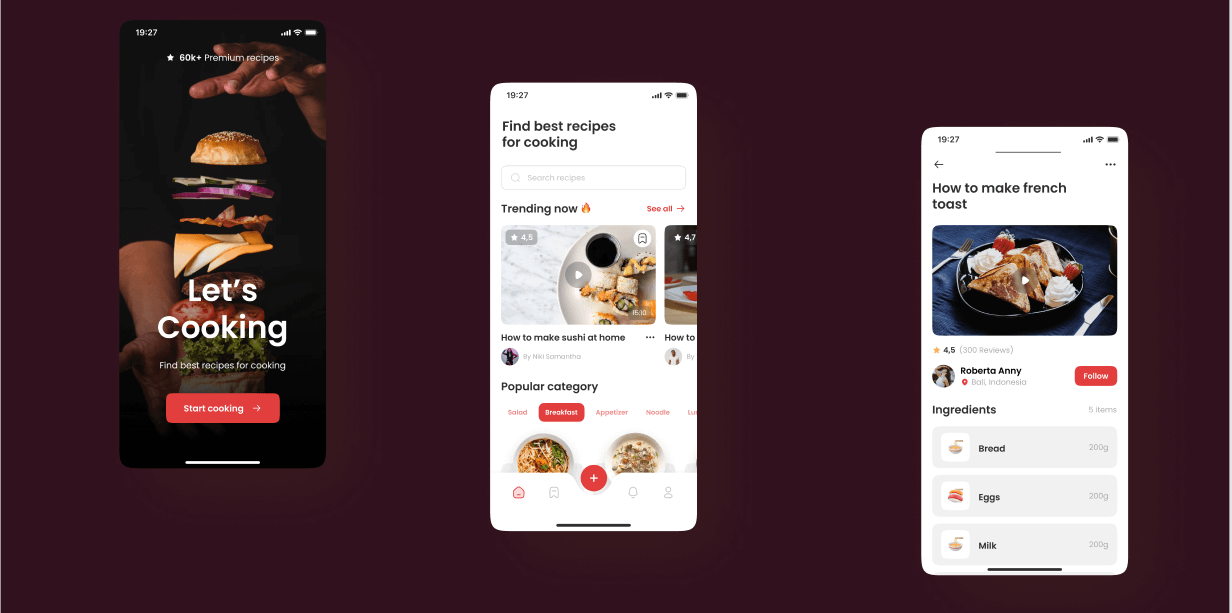 19:27
60k+ Premium recipes
Let's
Cooking
Find best recipes for cooking
Start cooking
19:27
Find best recipes
for cooking
Search recipes
Trending now
See all
4,5
4,7
15:10
How to make sushi at home
How to
By Niki Samantha
By
Popular category
Salad
Breakfast
Appetizer
Noodle
Lu
19:27
How to make french
toast
4,5 (300 Reviews)
Roberta Anny
Bali, Indonesia
Follow
Ingredients
5 items
Bread
200g
Eggs
200g
Milk
200g